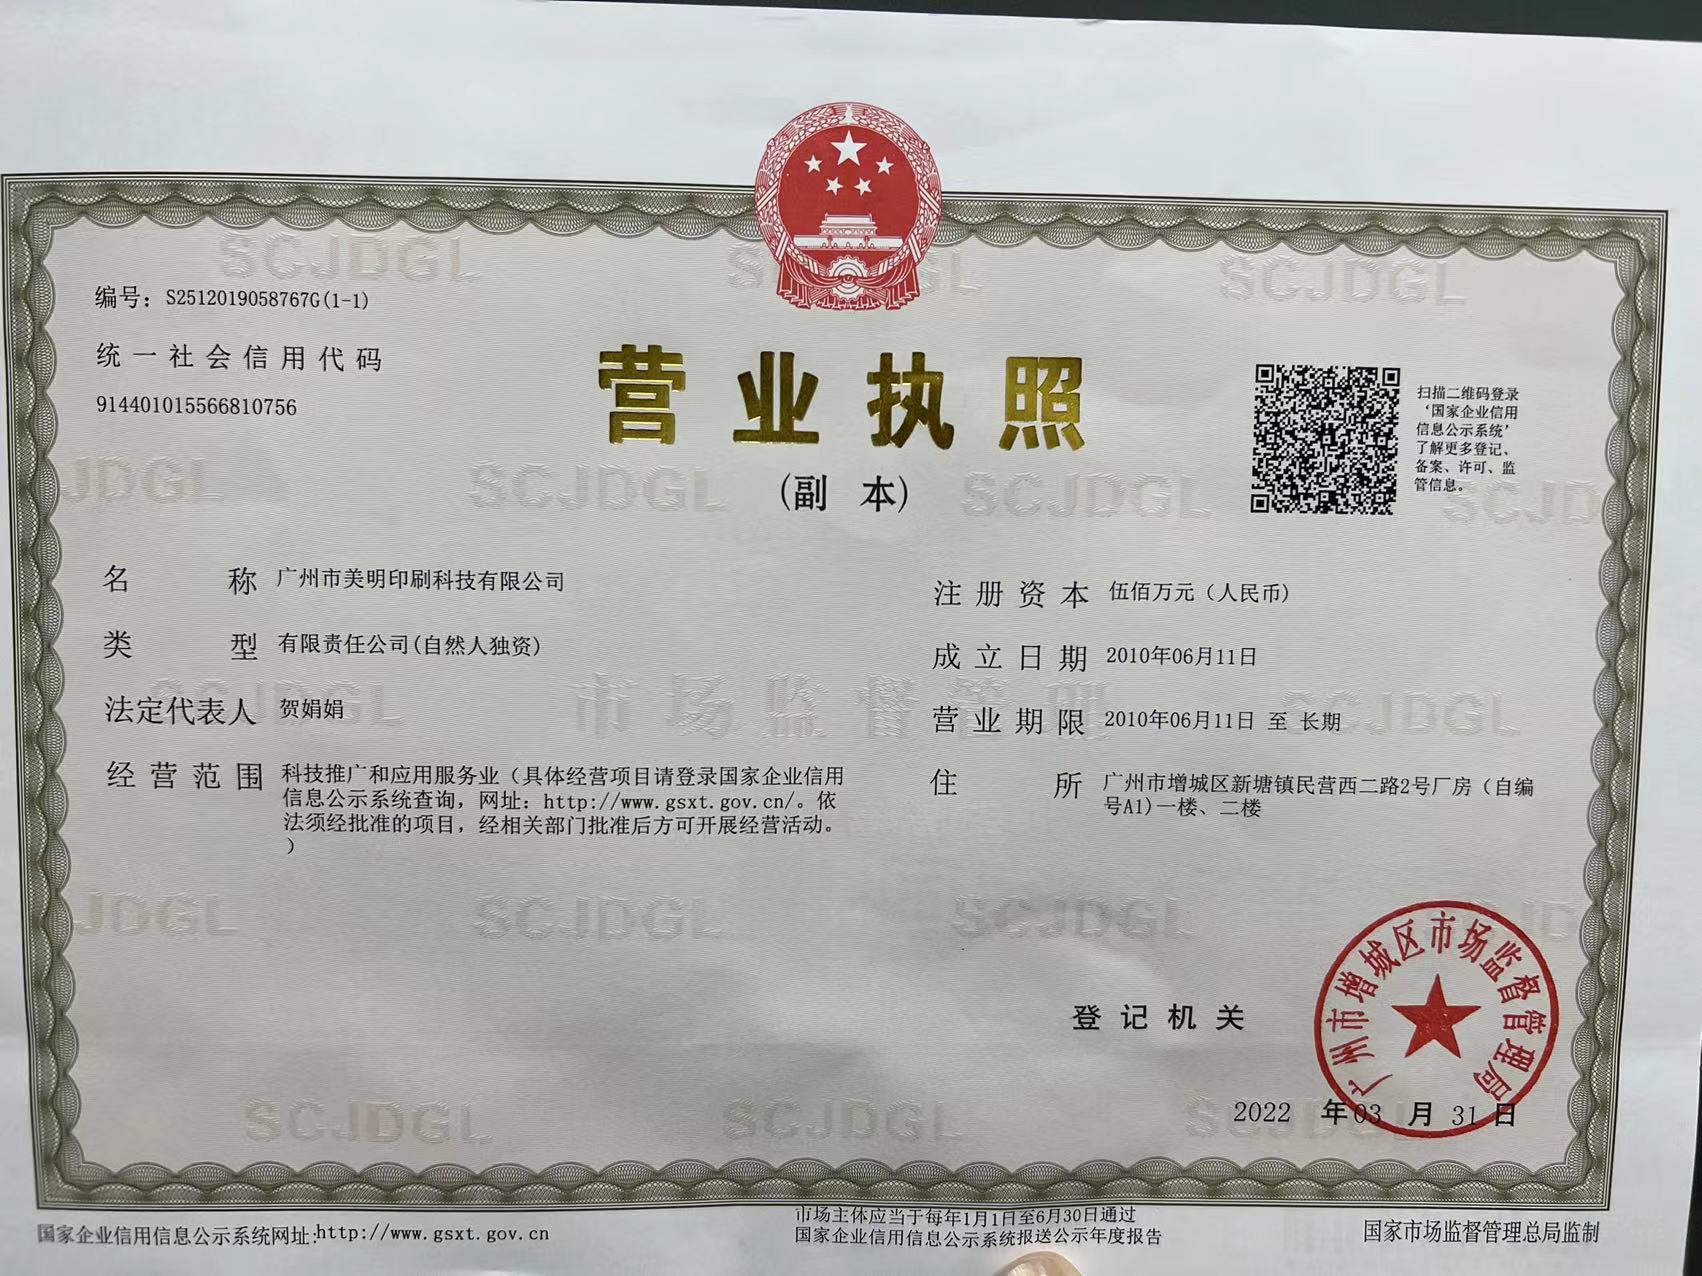 编号：S2512019058767G(1-1)
统一社会信用代码
914401015566810756
营业执照
(副 本)
扫描二维码登录
‘国家企业信用
信息公示系统’
了解更多登记、
备案、许可、监
管信息。
名 称 广州市美明印刷科技有限公司
类 型 有限责任公司(自然人独资)
法定代表人 贺娟娟
经营范围 科技推广和应用服务业（具体经营项目请登录国家企业信用
信息公示系统查询，网址：http://www.gsxt.gov.cn/。依
法须经批准的项目，经相关部门批准后方可开展经营活动。
）
注册资本 伍佰万元（人民币)
成立日期 2010年06月11日
营业期限 2010年06月11日 至 长期
住 所 广州市增城区新塘镇民营西二路2号厂房（自编
号A1)一楼、二楼
SCJDGL
市场监督管理
登记机关
广州市增城区市场监督管理局
2022 年 03 月 31 日
国家企业信用信息公示系统网址:http://www.gsxt.gov.cn
市场主体应当于每年1月1日至6月30日通过
国家企业信用信息公示系统报送公示年度报告
国家市场监督管理总局监制